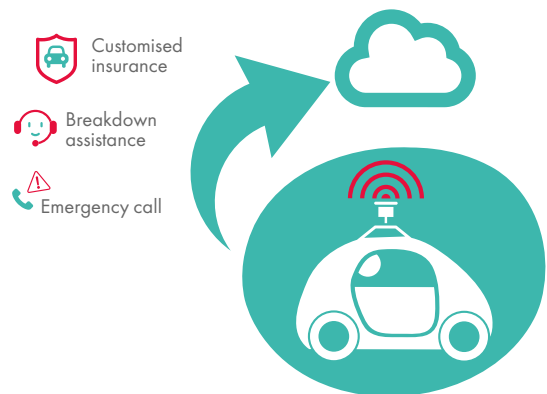 Customised
insurance
Breakdown
assistance
Emergency call